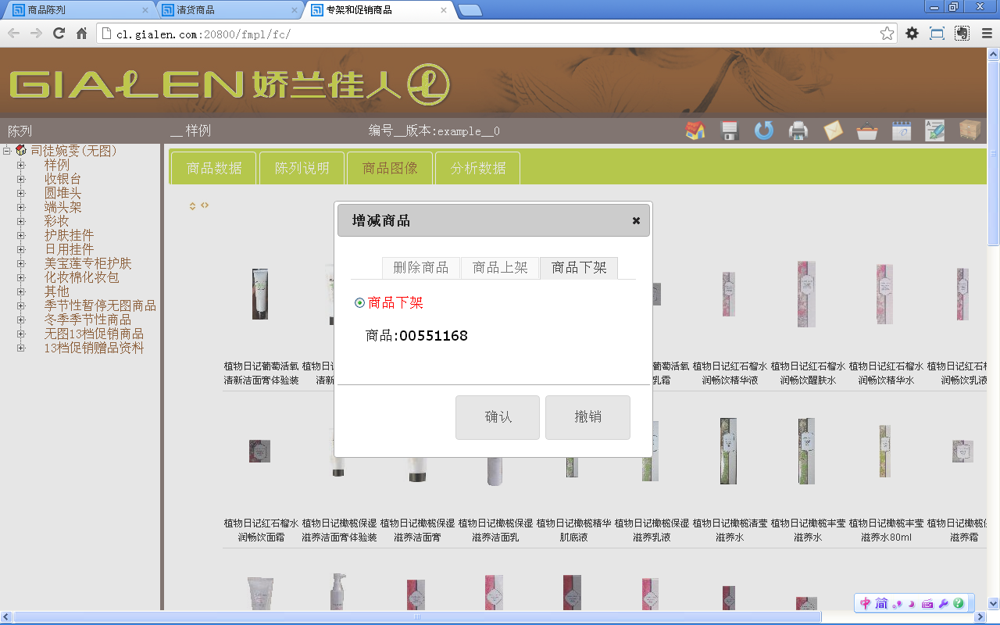 商品陈列
清货商品
专架和促销商品
cl.gialen.com:20800/fmpl/fc/
GIALEN 娇兰佳人
陈列
__样例
编号__版本:example__0
司徒婉雯(无图)
样例
收银台
圆堆头
端头架
彩妆
护肤挂件
日用挂件
美宝莲专柜护肤
化妆棉化妆包
其他
季节性暂停无图商品
冬季季节性商品
无图13档促销商品
13档促销赠品资料
商品数据
陈列说明
商品图像
分析数据
增减商品
删除商品
商品上架
商品下架
商品下架
商品:00551168
确认
撤销
植物日记葡萄活氧
清新洁面膏体验装
植物日记
清新
葡萄活氧
乳霜
植物日记红石榴水
润畅饮精华液
植物日记红石榴水
润畅饮醒肤水
植物日记红石榴水
润畅饮精华水
植物日记红石榴
润畅饮乳液
植物日记红石榴水
润畅饮面霜
植物日记橄榄保湿
滋养洁面膏体验装
植物日记橄榄保湿
滋养洁面膏
植物日记橄榄保湿
滋养洁面乳
植物日记橄榄精华
肌底液
植物日记橄榄保湿
滋养乳液
植物日记橄榄清莹
滋养水
植物日记橄榄丰莹
滋养水
植物日记橄榄丰莹
滋养水80ml
植物日记橄榄保
滋养霜
中 简